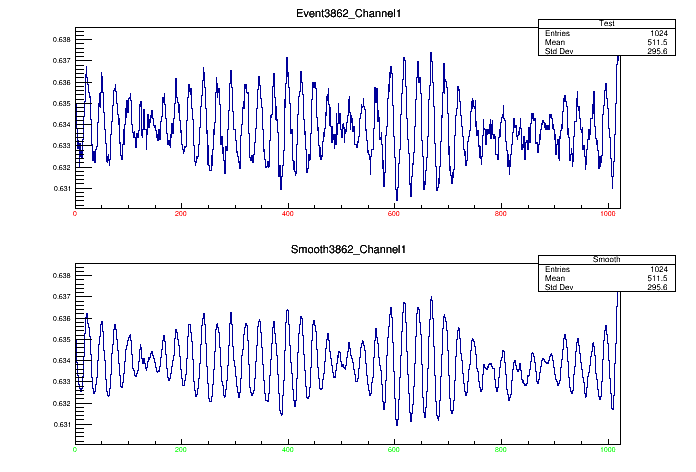 Event3862_Channel1
Test
Entries 1024
Mean 511.5
Std Dev 295.6
0.638
0.637
0.636
0.635
0.634
0.633
0.632
0.631
0 200 400 600 800 1000
Smooth3862_Channel1
Smooth
Entries 1024
Mean 511.5
Std Dev 295.6
0.638
0.637
0.636
0.635
0.634
0.633
0.632
0.631
0 200 400 600 800 1000